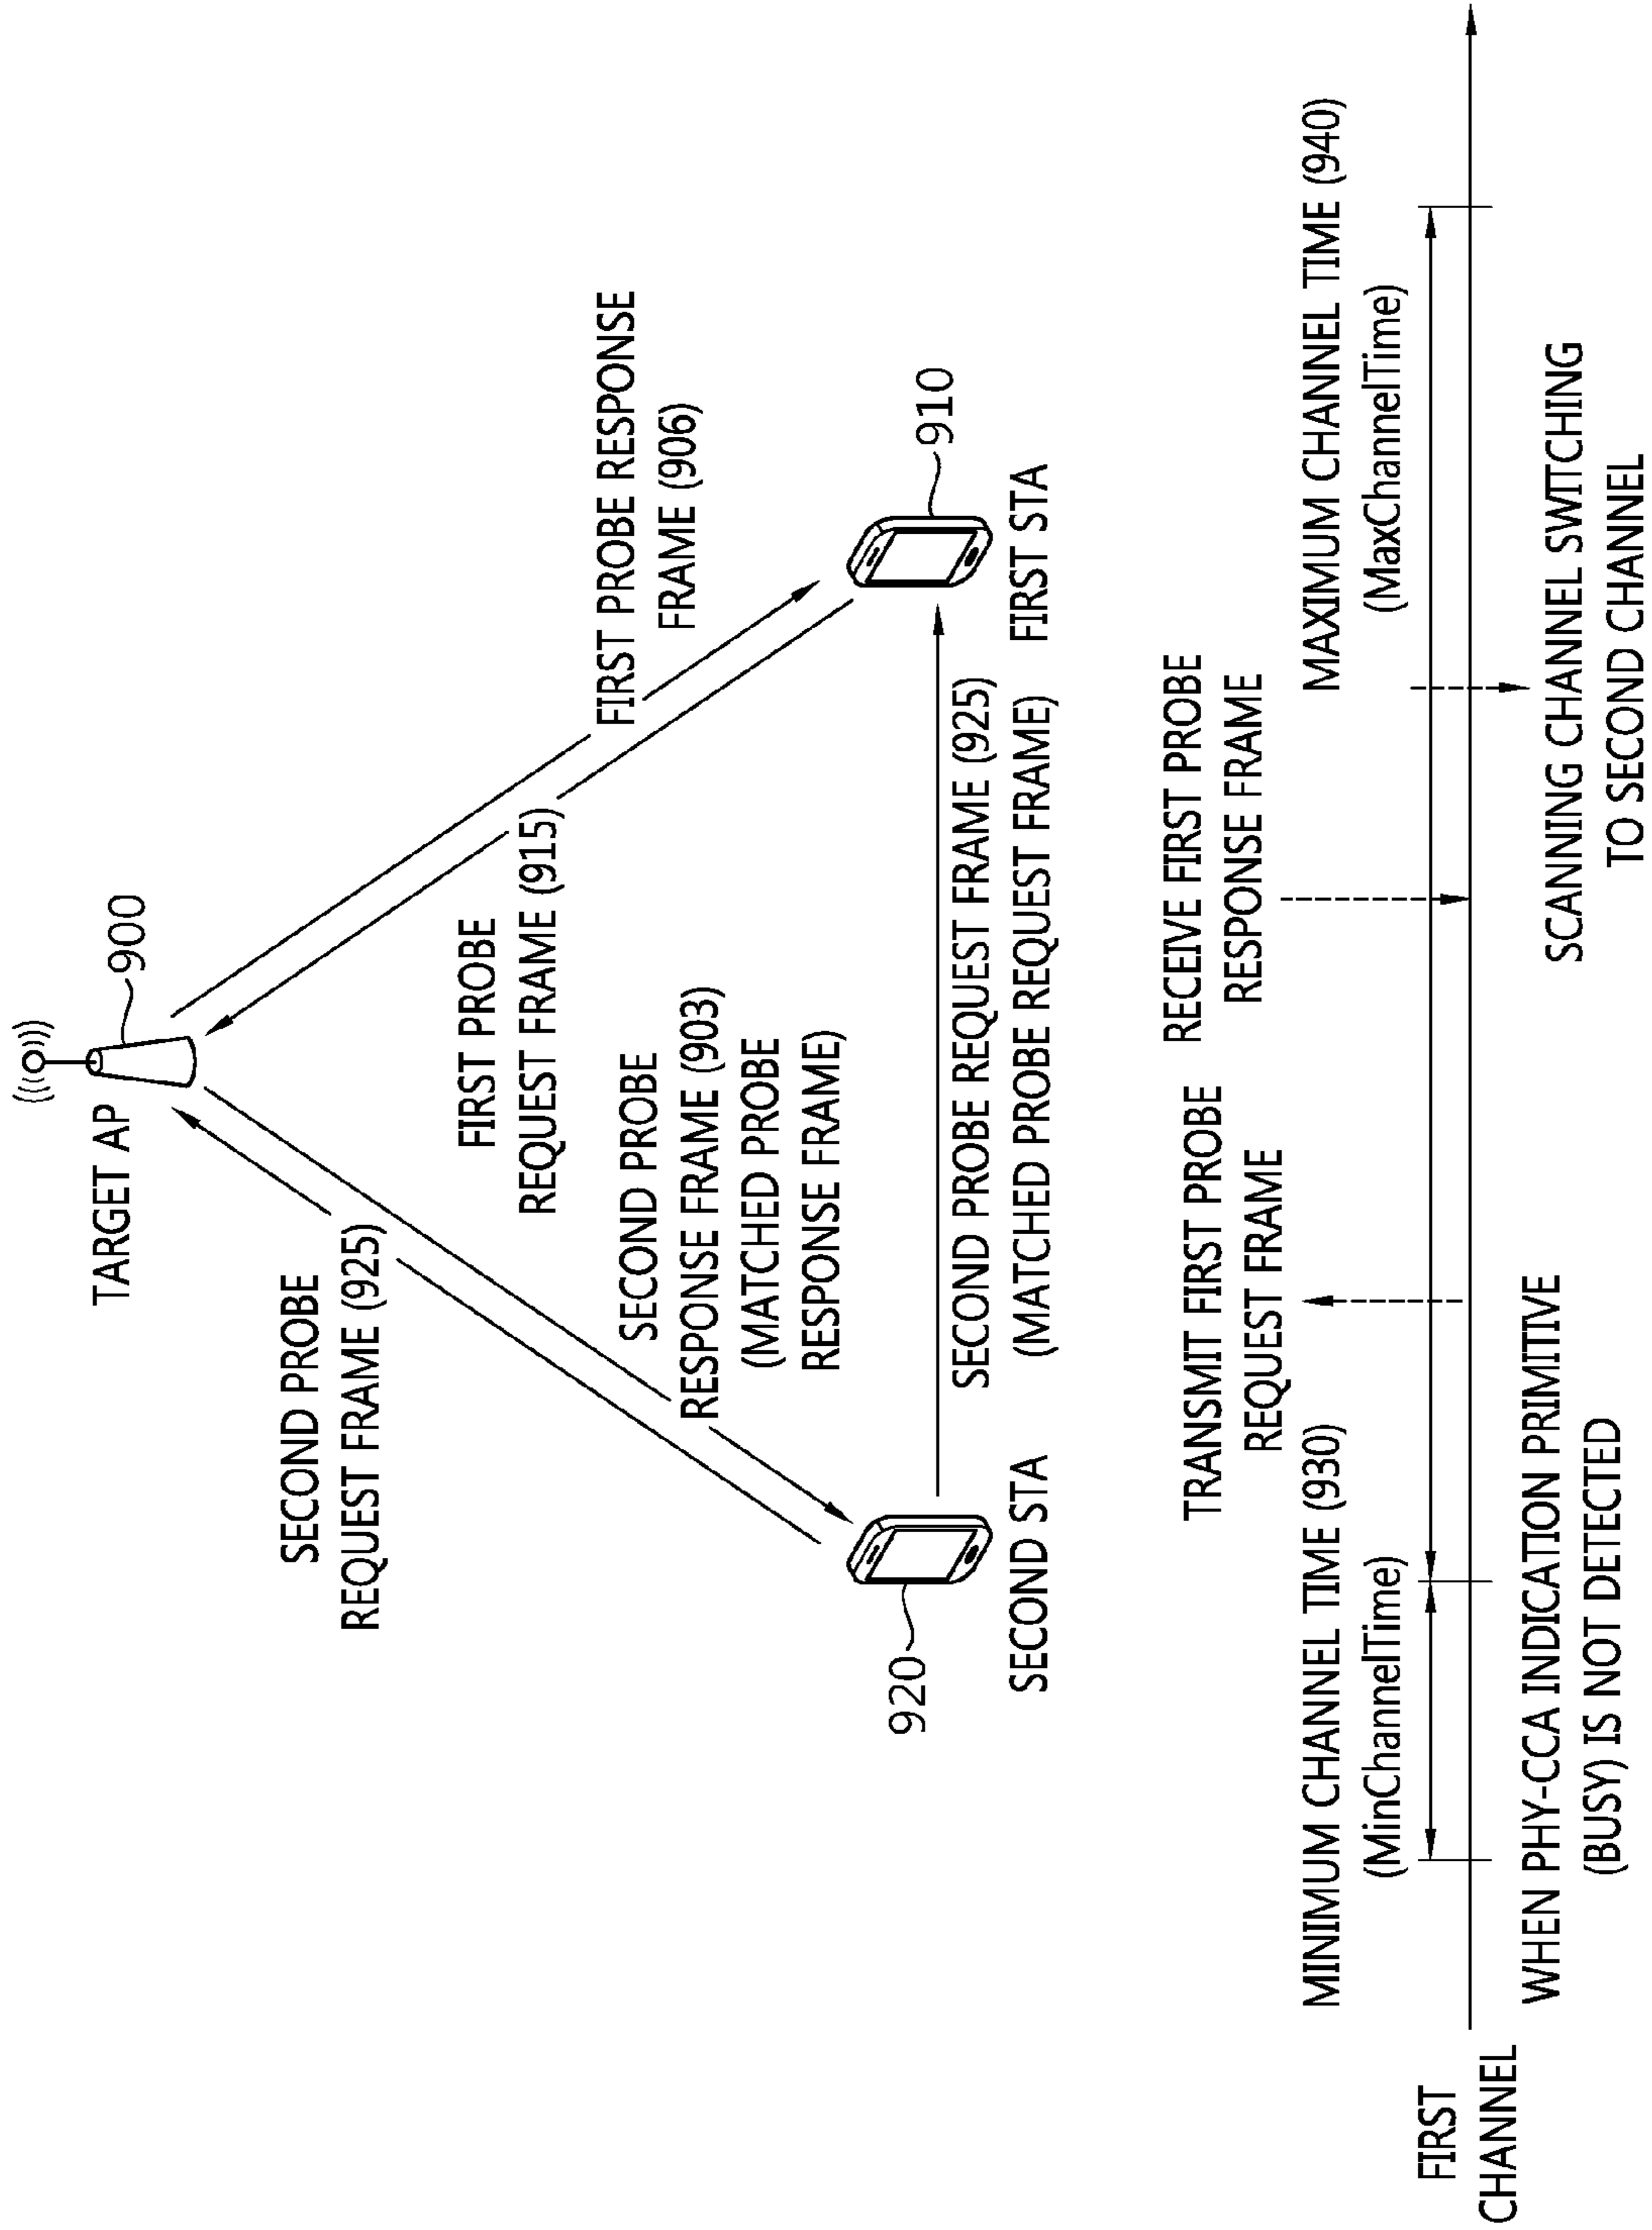 TARGET AP
900
SECOND PROBE
REQUEST FRAME (925)
FIRST PROBE
REQUEST FRAME (915)
FIRST PROBE RESPONSE
FRAME (906)
SECOND PROBE
RESPONSE FRAME (903)
(MATCHED PROBE
RESPONSE FRAME)
920
910
SECOND PROBE REQUEST FRAME (925)
(MATCHED PROBE REQUEST FRAME)
SECOND STA
FIRST STA
TRANSMIT FIRST PROBE
REQUEST FRAME
RECEIVE FIRST PROBE
RESPONSE FRAME
MINIMUM CHANNEL TIME (930)
(MinChannelTime)
MAXIMUM CHANNEL TIME (940)
(MaxChannelTime)
FIRST
CHANNEL
WHEN PHY-CCA INDICATION PRIMITIVE
(BUSY) IS NOT DETECTED
SCANNING CHANNEL SWITCHING
TO SECOND CHANNEL